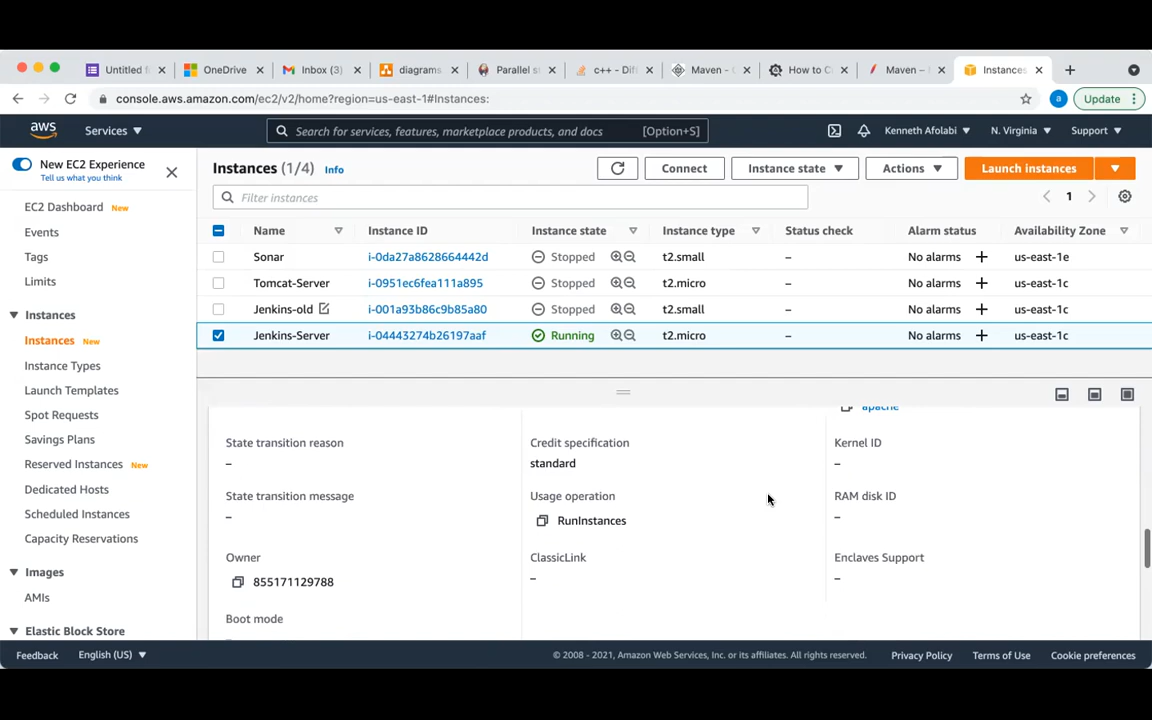 Untitled f
OneDrive
Inbox (3)
diagrams
Parallel s
c++ - Dif
Maven – C
How to C
Maven – 
Instances
console.aws.amazon.com/ec2/v2/home?region=us-east-1#Instances:
a
Update
aws
Services
Search for services, features, marketplace products, and docs
[Option+S]
Kenneth Afolabi
N. Virginia
Support
New EC2 Experience
Tell us what you think
EC2 Dashboard New
Events
Tags
Limits
Instances
Instances New
Instance Types
Launch Templates
Spot Requests
Savings Plans
Reserved Instances New
Dedicated Hosts
Scheduled Instances
Capacity Reservations
Images
AMIs
Elastic Block Store
Instances (1/4) Info
Connect
Instance state
Actions
Launch instances
Filter instances
1
Name Instance ID Instance state Instance type Status check Alarm status Availability Zone
Sonar i-0da27a8628664442d Stopped t2.small – No alarms + us-east-1e
Tomcat-Server i-0951ec6fea111a895 Stopped t2.micro – No alarms + us-east-1c
Jenkins-old i-001a93b86c9b85a80 Stopped t2.small – No alarms + us-east-1c
Jenkins-Server i-04443274b26197aaf Running t2.micro – No alarms + us-east-1c
apache
State transition reason
–
Credit specification
standard
Kernel ID
–
State transition message
–
Usage operation
RunInstances
RAM disk ID
–
Owner
855171129788
ClassicLink
–
Enclaves Support
–
Boot mode
Feedback
English (US)
© 2008 - 2021, Amazon Web Services, Inc. or its affiliates. All rights reserved.
Privacy Policy
Terms of Use
Cookie preferences